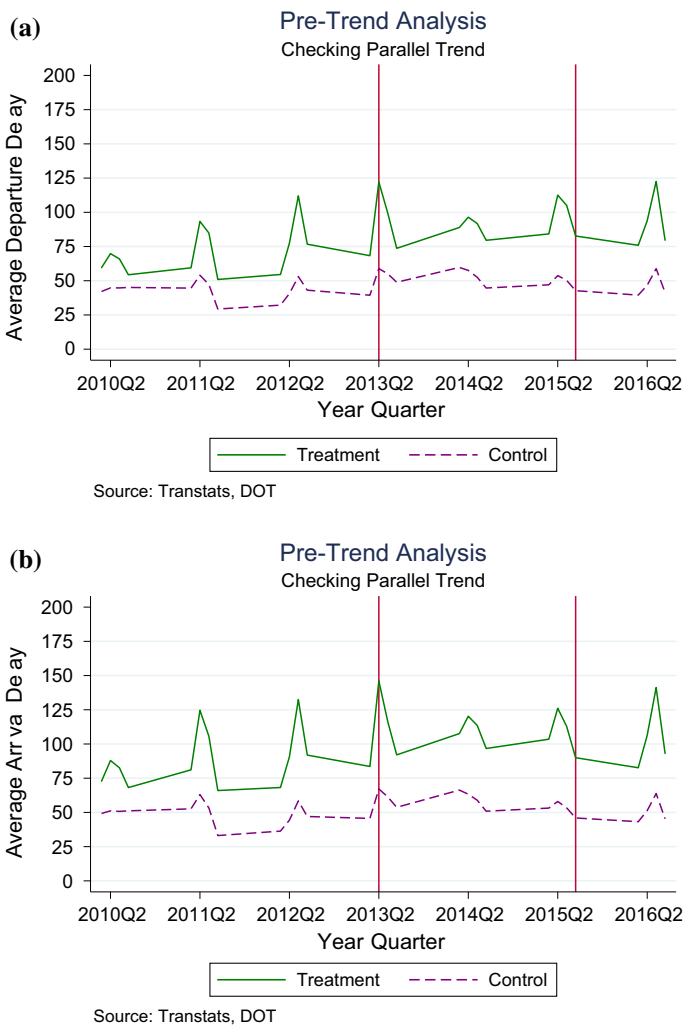 (a)
Pre-Trend Analysis
Checking Parallel Trend
Average Departure De ay
200
175
150
125
100
75
50
25
0
2010Q2 2011Q2 2012Q2 2013Q2 2014Q2 2015Q2 2016Q2
Year Quarter
Treatment Control
Source: Transtats, DOT
(b)
Pre-Trend Analysis
Checking Parallel Trend
Average Arr va De ay
200
175
150
125
100
75
50
25
0
2010Q2 2011Q2 2012Q2 2013Q2 2014Q2 2015Q2 2016Q2
Year Quarter
Treatment Control
Source: Transtats, DOT